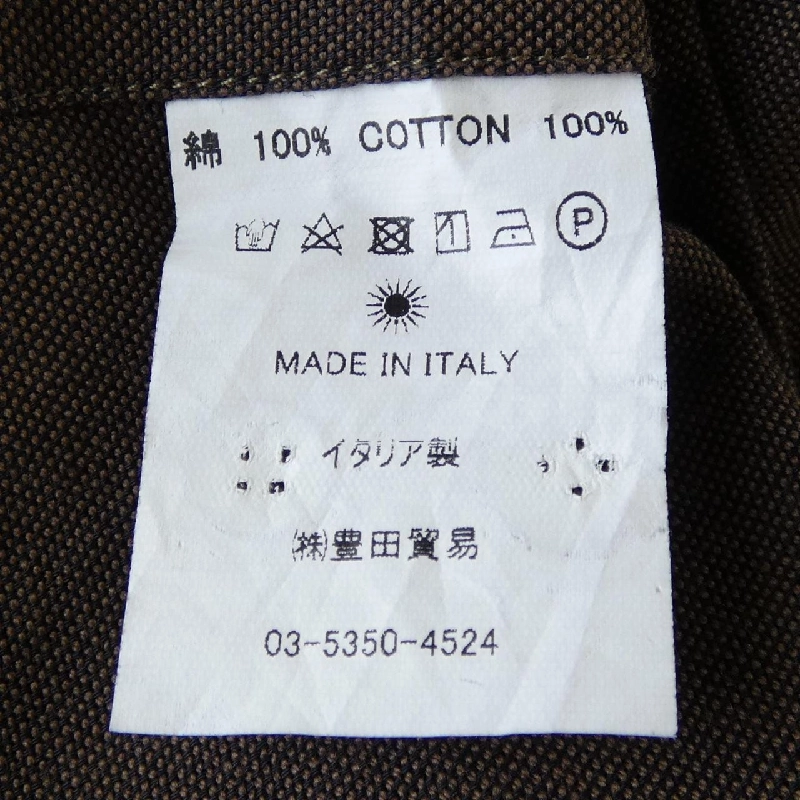 綿 100% COTTON 100%
P
MADE IN ITALY
イタリア製
㈱豊田貿易
03-5350-4524